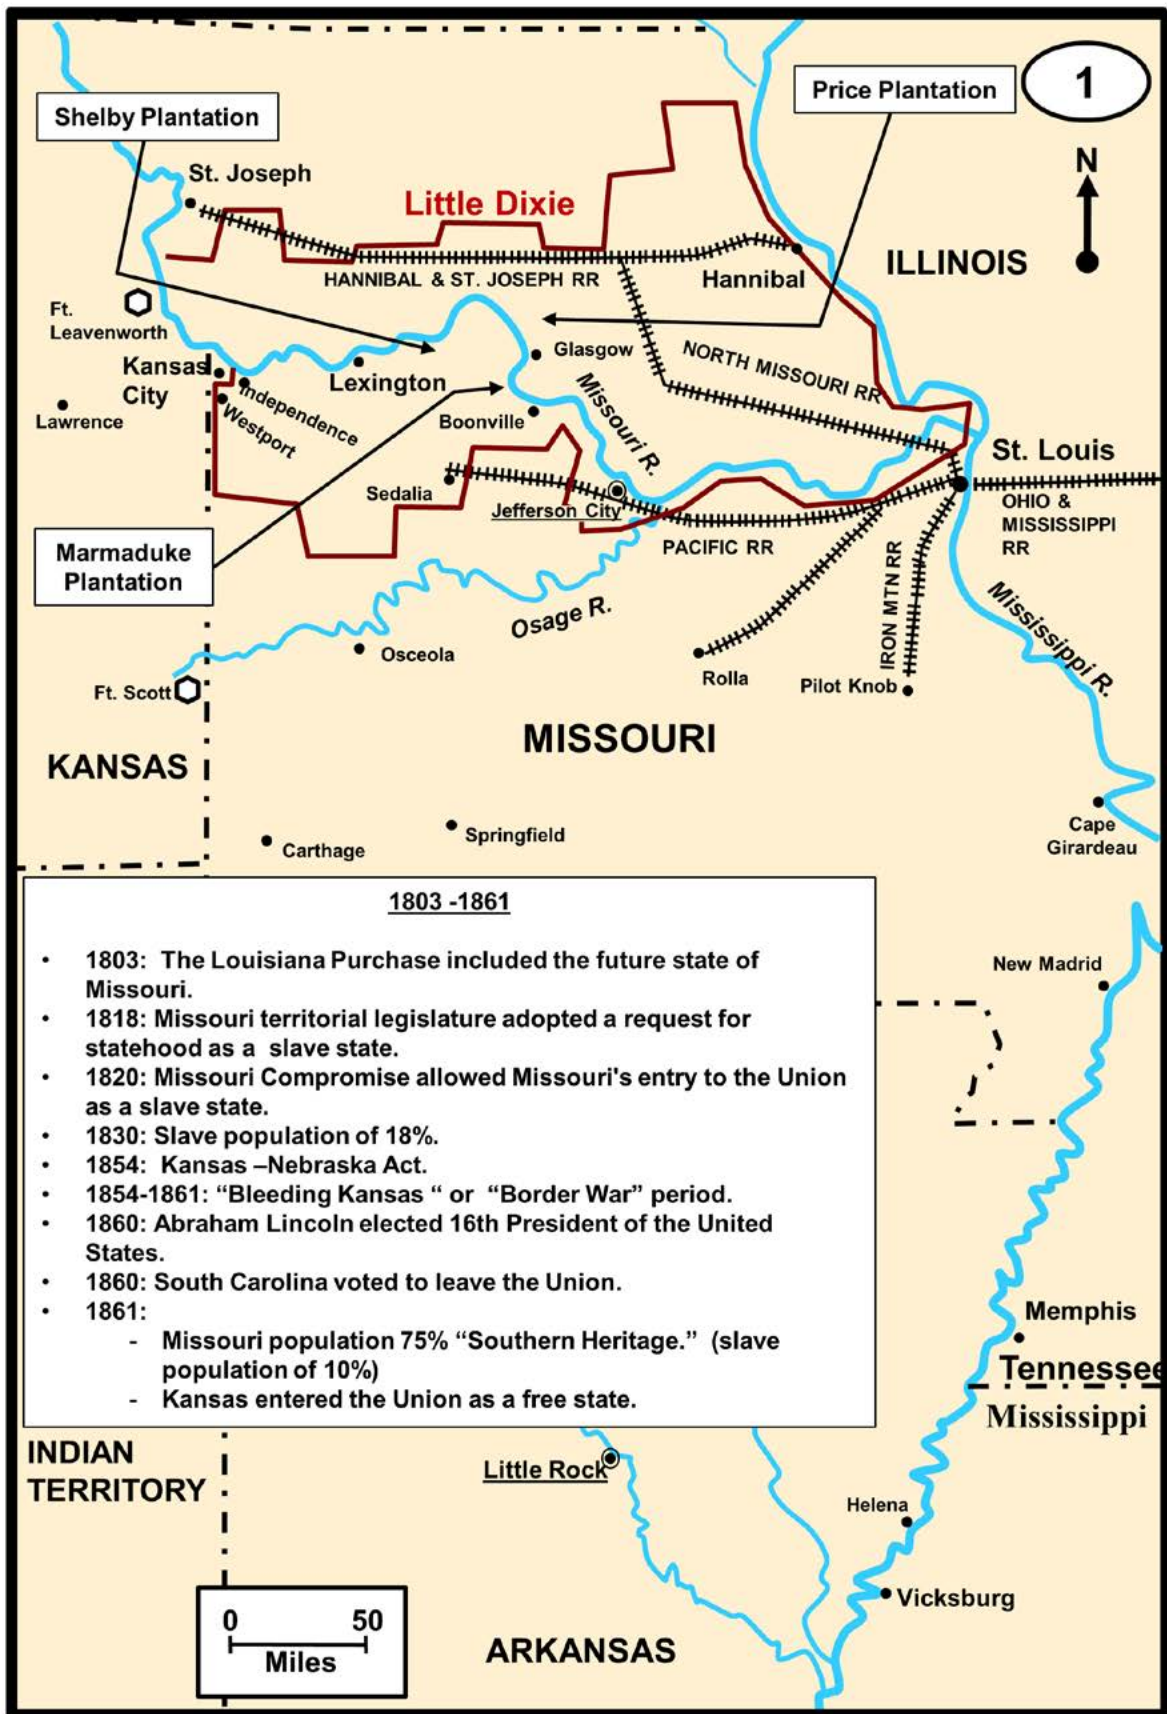 1
Price Plantation
Shelby Plantation
N
St. Joseph
Little Dixie
ILLINOIS
HANNIBAL & ST. JOSEPH RR
Hannibal
Ft.
Leavenworth
Glasgow
NORTH MISSOURI RR
Kansas
City
Lexington
Missouri R.
Independence
Lawrence
Westport
Boonville
St. Louis
Sedalia
Jefferson City
OHIO &
MISSISSIPPI
RR
PACIFIC RR
Marmaduke
Plantation
IRON MTN RR
Mississippi R.
Osage R.
Osceola
Rolla
Pilot Knob
Ft. Scott
MISSOURI
KANSAS
Cape
Girardeau
Springfield
Carthage
1803 -1861
• 1803: The Louisiana Purchase included the future state of
Missouri.
• 1818: Missouri territorial legislature adopted a request for
statehood as a slave state.
• 1820: Missouri Compromise allowed Missouri's entry to the Union
as a slave state.
• 1830: Slave population of 18%.
• 1854: Kansas –Nebraska Act.
• 1854-1861: “Bleeding Kansas “ or “Border War” period.
• 1860: Abraham Lincoln elected 16th President of the United
States.
• 1860: South Carolina voted to leave the Union.
• 1861:
- Missouri population 75% “Southern Heritage.” (slave
population of 10%)
- Kansas entered the Union as a free state.
New Madrid
Memphis
Tennessee
Mississippi
INDIAN
TERRITORY
Little Rock
Helena
Vicksburg
0 50
Miles
ARKANSAS